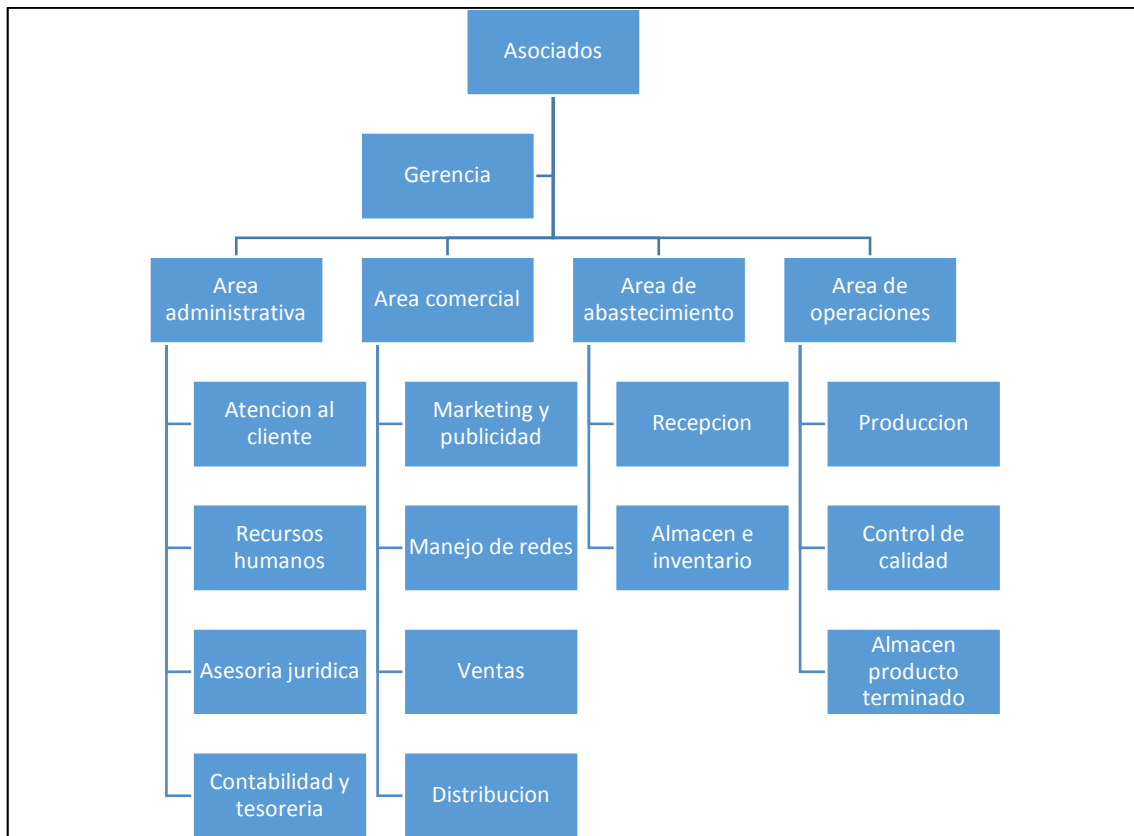 Asociados
Gerencia
Area
administrativa
Area comercial
Area de
abastecimiento
Area de
operaciones
Atencion al
cliente
Marketing y
publicidad
Recepcion
Produccion
Recursos
humanos
Manejo de redes
Almacen e
inventario
Control de
calidad
Asesoria juridica
Ventas
Almacen
producto
terminado
Contabilidad y
tesoreria
Distribucion